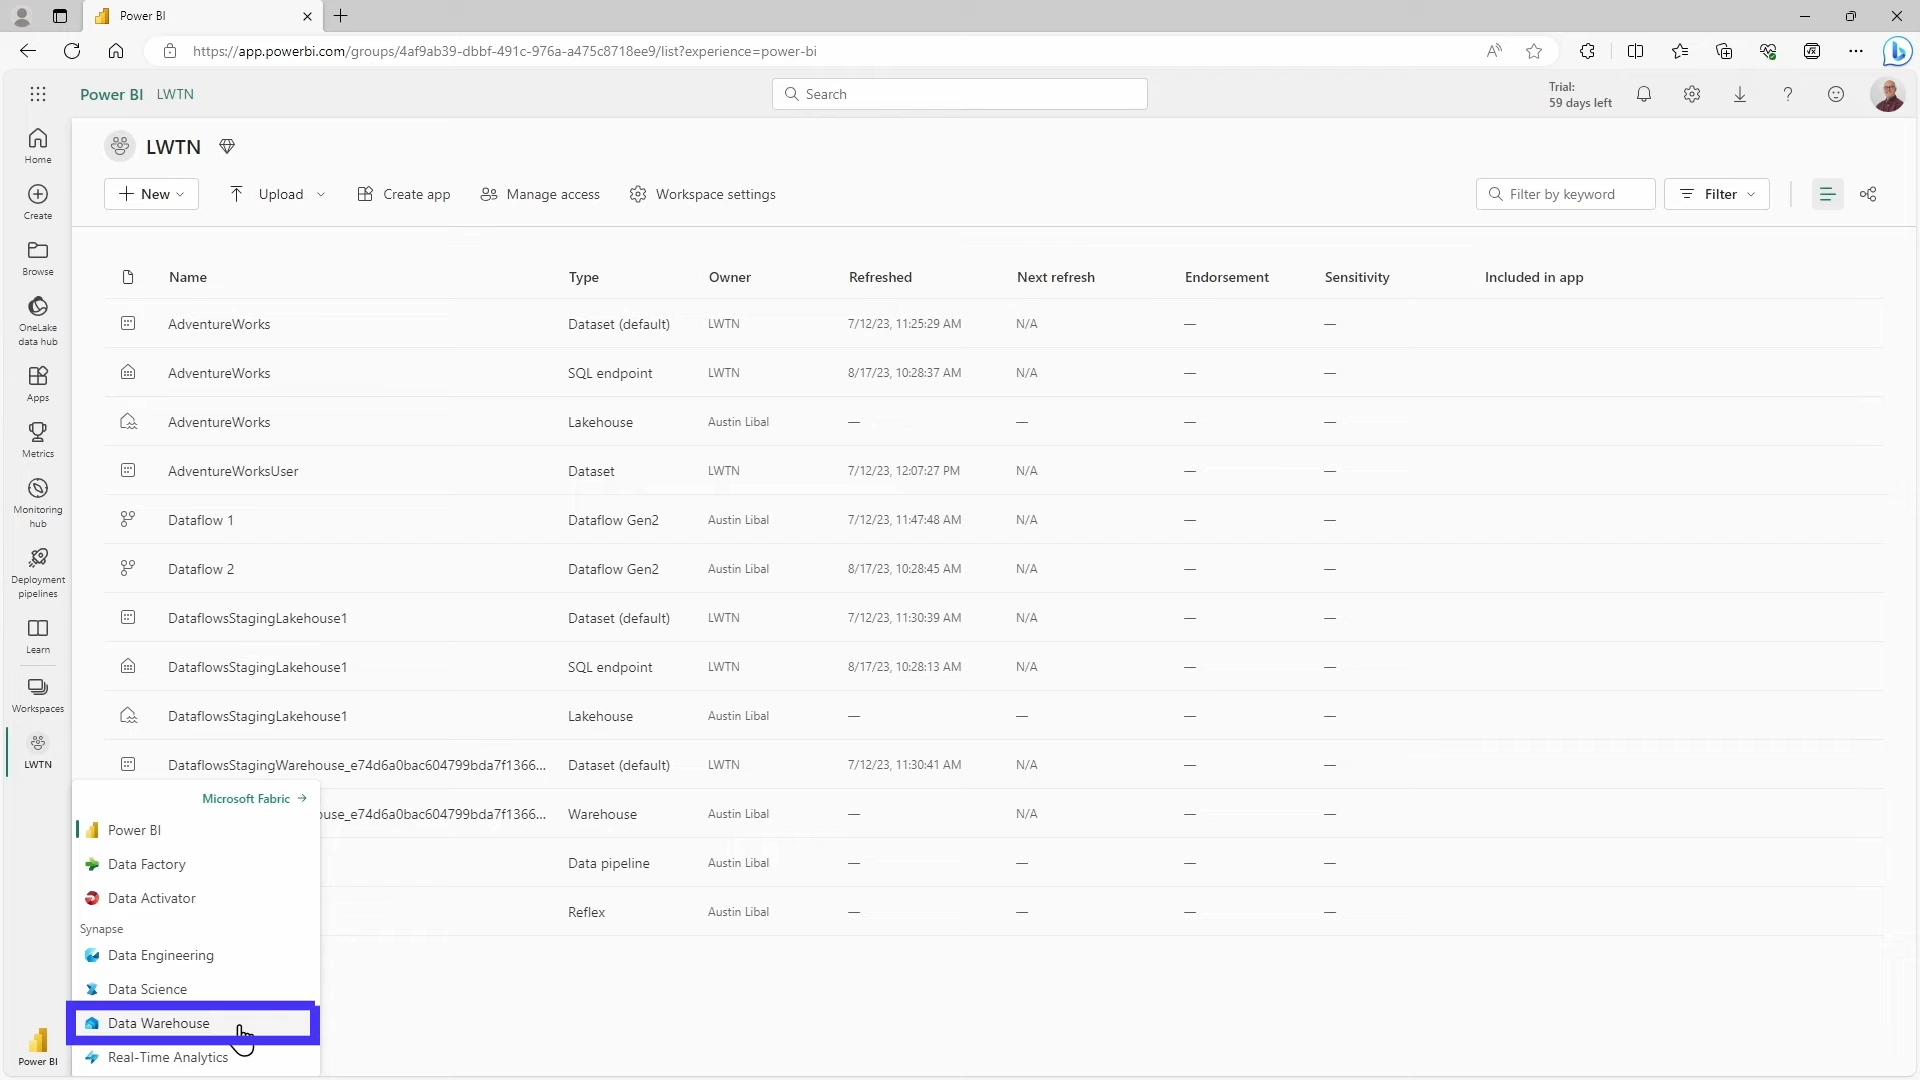 Power BI
https://app.powerbi.com/groups/4af9ab39-dbbf-491c-976a-a475c8718ee9/list?experience=power-bi
Power BI LWTN
Search
Trial:
59 days left
LWTN
New
Upload
Create app
Manage access
Workspace settings
Filter by keyword
Filter
Home
Create
Browse
OneLake
data hub
Apps
Metrics
Monitoring
hub
Deployment
pipelines
Learn
Workspaces
LWTN
Power BI
Name Type Owner Refreshed Next refresh Endorsement Sensitivity Included in app
AdventureWorks Dataset (default) LWTN 7/12/23, 11:25:29 AM N/A — —
AdventureWorks SQL endpoint LWTN 8/17/23, 10:28:37 AM N/A — —
AdventureWorks Lakehouse Austin Libal — — — —
AdventureWorksUser Dataset LWTN 7/12/23, 12:07:27 PM N/A — —
Dataflow 1 Dataflow Gen2 Austin Libal 7/12/23, 11:47:48 AM N/A — —
Dataflow 2 Dataflow Gen2 Austin Libal 8/17/23, 10:28:45 AM N/A — —
DataflowsStagingLakehouse1 Dataset (default) LWTN 7/12/23, 11:30:39 AM N/A — —
DataflowsStagingLakehouse1 SQL endpoint LWTN 8/17/23, 10:28:13 AM N/A — —
DataflowsStagingLakehouse1 Lakehouse Austin Libal — — — —
DataflowsStagingWarehouse_e74d6a0bac604799bda7f1366... Dataset (default) LWTN 7/12/23, 11:30:41 AM N/A — —
ouse_e74d6a0bac604799bda7f1366... Warehouse Austin Libal — N/A — —
Data pipeline Austin Libal — — — —
Reflex Austin Libal — — — —
Microsoft Fabric
Power BI
Data Factory
Data Activator
Synapse
Data Engineering
Data Science
Data Warehouse
Real-Time Analytics